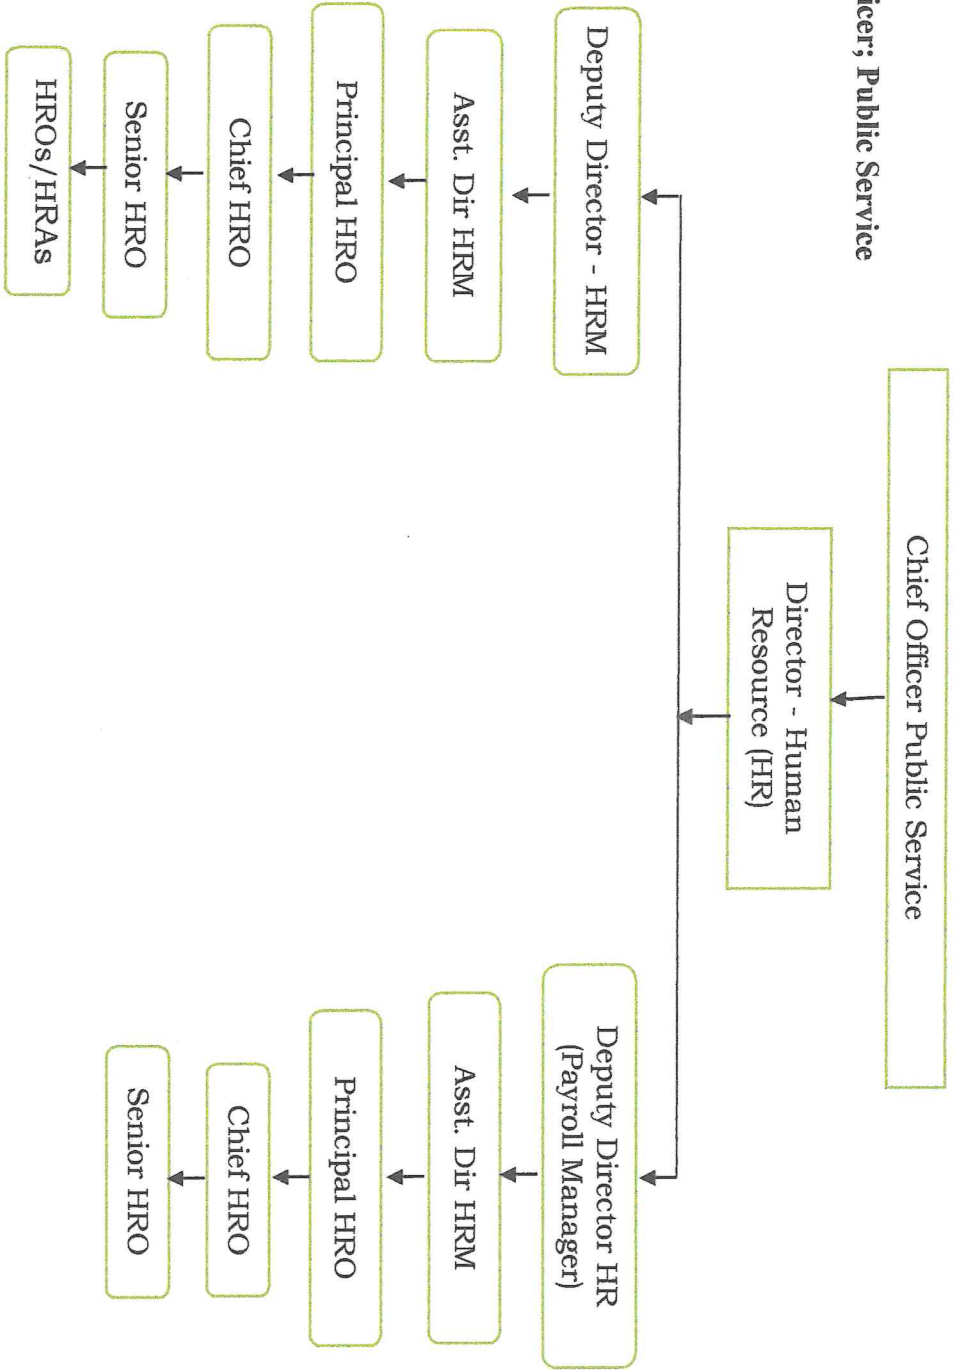 icer; Public Service
Chief Officer Public Service
Director - Human
Resource (HR)
Deputy Director - HRM
Asst. Dir HRM
Principal HRO
Chief HRO
Senior HRO
HROs/HRAs
Deputy Director HR
(Payroll Manager)
Asst. Dir HRM
Principal HRO
Chief HRO
Senior HRO